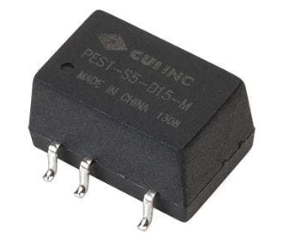 CUI INC
PES1-S5-D15-M
MADE IN CHINA 1308